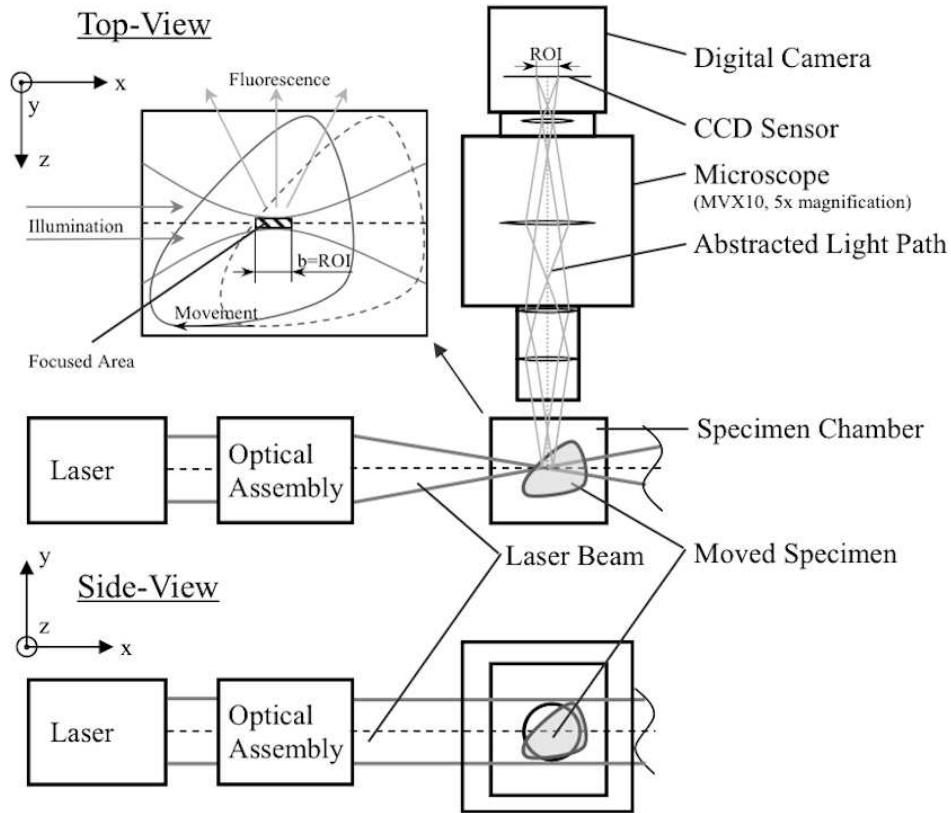 Top-View
x
y
z
Fluorescence
Illumination
b=ROI
Movement
Focused Area
ROI
Digital Camera
CCD Sensor
Microscope
(MVX10, 5x magnification)
Abstracted Light Path
Specimen Chamber
Laser
Optical
Assembly
Laser Beam
Moved Specimen
y
Side-View
z
x
Laser
Optical
Assembly